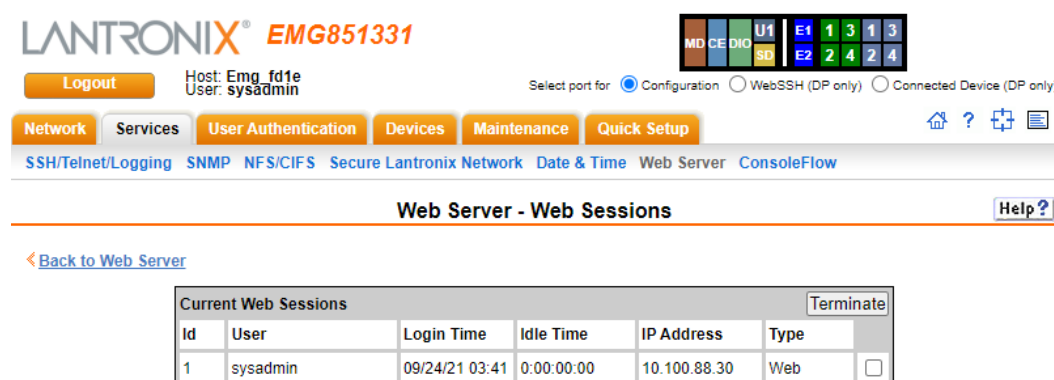 LANTRONIX® EMG851331
MD CE DIO U1 SD E1 1 3 1 3
E2 2 4 2 4
Logout
Host: Emg_fd1e
User: sysadmin
Select port for Configuration WebSSH (DP only) Connected Device (DP only
Network Services User Authentication Devices Maintenance Quick Setup
?
SSH/Telnet/Logging SNMP NFS/CIFS Secure Lantronix Network Date & Time Web Server ConsoleFlow
Web Server - Web Sessions
Help?
Back to Web Server
Current Web Sessions Terminate
Id User Login Time Idle Time IP Address Type
1 sysadmin 09/24/21 03:41 0:00:00:00 10.100.88.30 Web